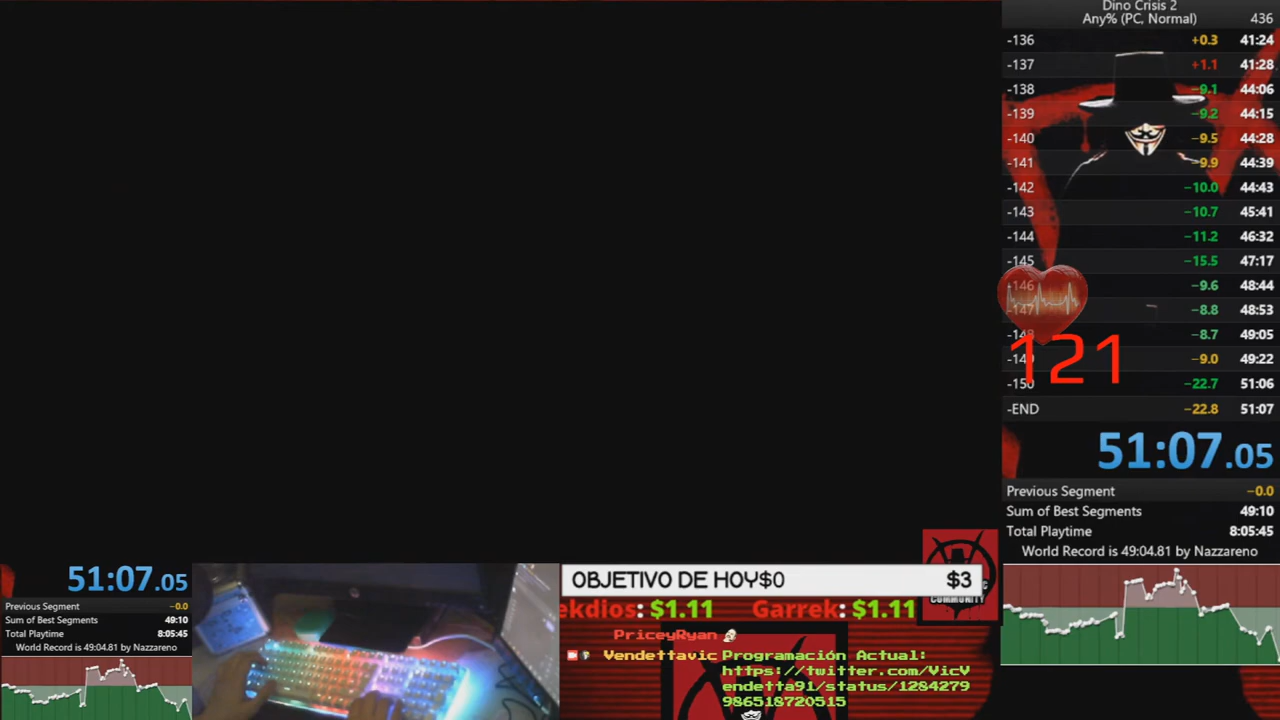 Dino Crisis 2
Any% (PC, Normal) 436
-136 +0.3 41:24
-137 +1.1 41:28
-138 -9.1 44:06
-139 -9.2 44:15
-140 -9.5 44:28
-141 -9.9 44:39
-142 -10.0 44:43
-143 -10.7 45:41
-144 -11.2 46:32
-145 -15.5 47:17
-146 -9.6 48:44
-147 -8.8 48:53
-148 -8.7 49:05
121
-149 -9.0 49:22
-150 -22.7 51:06
-END -22.8 51:07
51:07.05
Previous Segment -0.0
Sum of Best Segments 49:10
Total Playtime 8:05:45
World Record is 49:04.81 by Nazzareno
51:07.05
Previous Segment -0.0
Sum of Best Segments 49:10
Total Playtime 8:05:45
World Record is 49:04.81 by Nazzareno
OBJETIVO DE HOY$0 $3
COMMUNITY
ekdios: $1.11 Garrek: $1.11
PriceyRyan
Vendettavic Programación Actual:
https://twitter.com/VicV
endetta91/status/1284279
986518720515